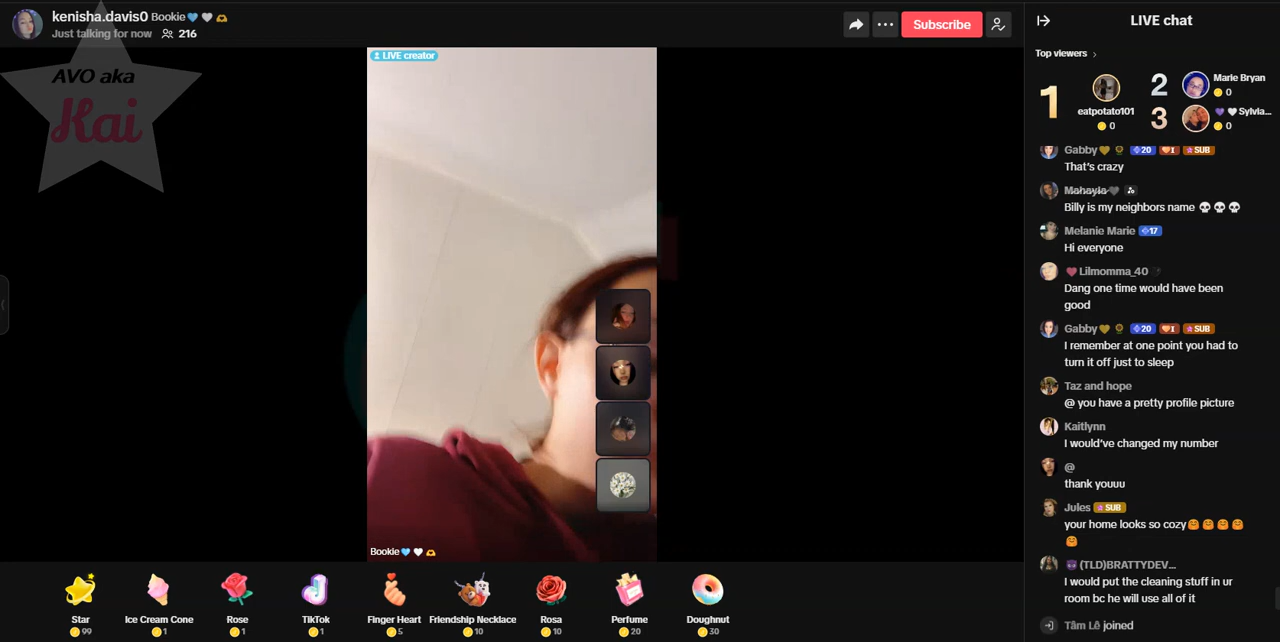 kenisha.davis0 Bookie🩵🤍🫶
Just talking for now 216
Subscribe
AVO aka
Kai
LIVE creator
Bookie🩵🤍🫶
Star
99
Ice Cream Cone
1
Rose
1
TikTok
1
Finger Heart
5
Friendship Necklace
10
Rosa
10
Perfume
20
Doughnut
30
LIVE chat
Top viewers
1
eatpotato101
0
2
Marie Bryan
0
3
💜🤍Sylvia...
0
Gabby 20 I SUB
That's crazy
Mahayla
Billy is my neighbors name 💀💀💀
Melanie Marie 17
Hi everyone
Lilmomma_40
Dang one time would have been
good
Gabby 20 I SUB
I remember at one point you had to
turn it off just to sleep
Taz and hope
@ you have a pretty profile picture
Kaitlynn
I would've changed my number
@
thank youuu
Jules SUB
your home looks so cozy🤗🤗🤗🤗
🤗
(TLD)BRATTYDEV...
I would put the cleaning stuff in ur
room bc he will use all of it
Tâm Lê joined